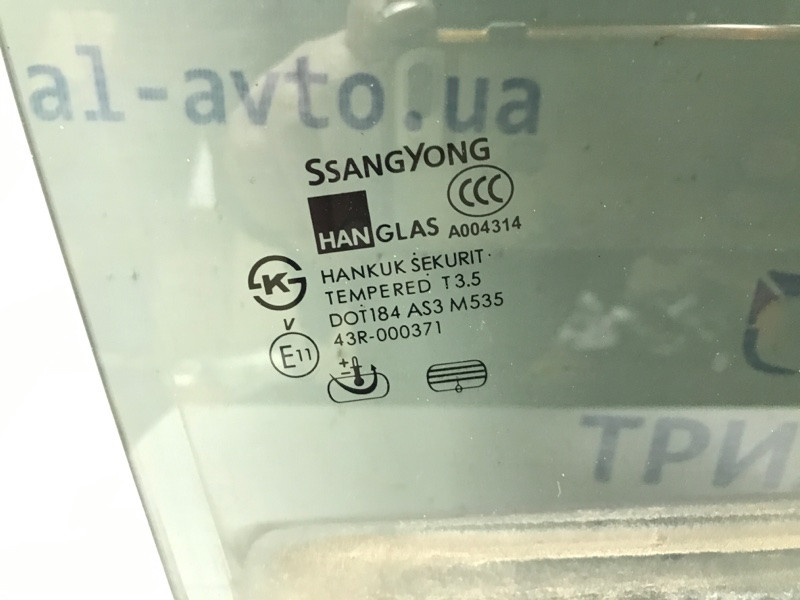 al-avto.ua
SSANGYONG
CCC
HANGLAS A004314
K
HANKUK SEKURIT
TEMPERED T3.5
DOT184 AS3 M535
V
43R-000371
E11
ТРИ